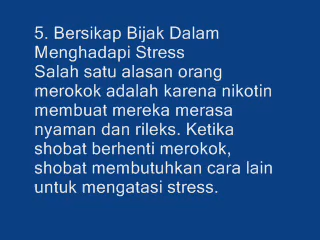 5. Bersikap Bijak Dalam
Menghadapi Stress
Salah satu alasan orang
merokok adalah karena nikotin
membuat mereka merasa
nyaman dan rileks. Ketika
shobat berhenti merokok,
shobat membutuhkan cara lain
untuk mengatasi stress.